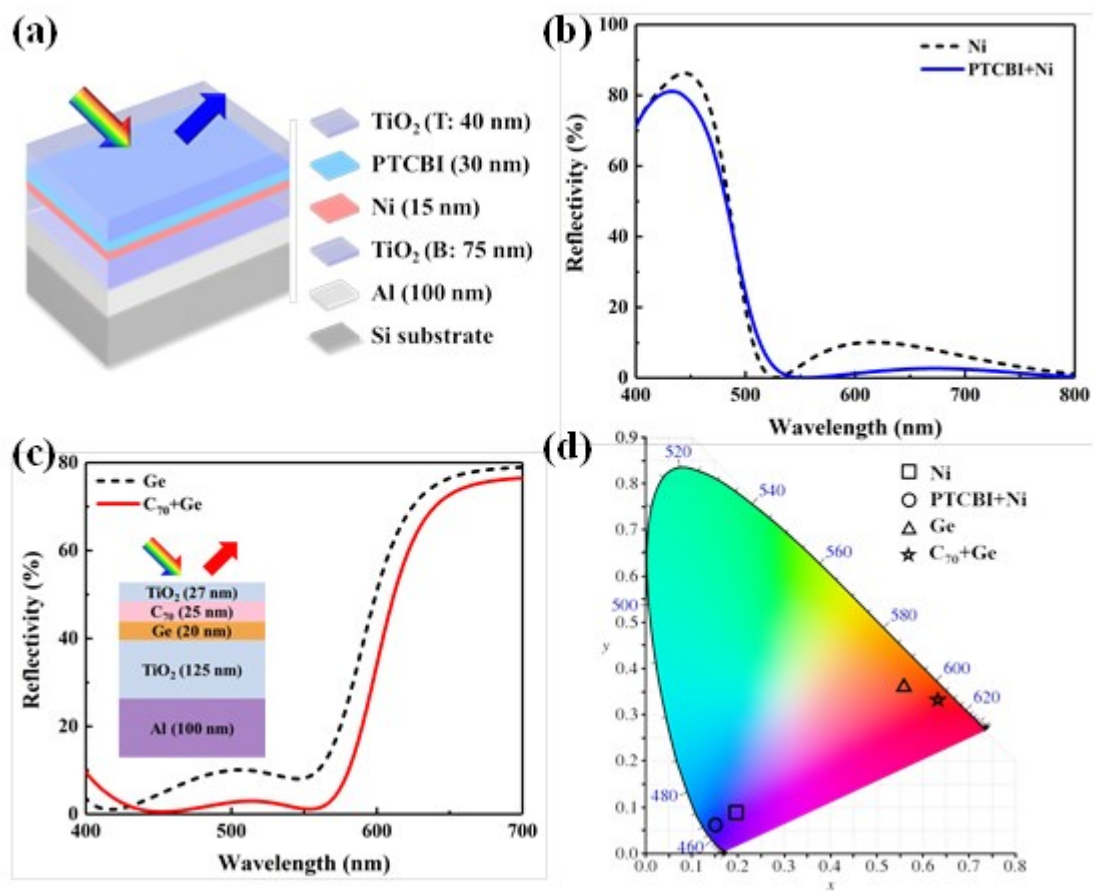 (a)
TiO₂ (T: 40 nm)
PTCBI (30 nm)
Ni (15 nm)
TiO₂ (B: 75 nm)
Al (100 nm)
Si substrate
(b)
Ni
PTCBI+Ni
Reflectivity (%)
100
80
60
40
20
0
400 500 600 700 800
Wavelength (nm)
(c)
Ge
C₇₀+Ge
Reflectivity (%)
80
60
40
20
0
TiO₂ (27 nm)
C₇₀ (25 nm)
Ge (20 nm)
TiO₂ (125 nm)
Al (100 nm)
400 500 600 700
Wavelength (nm)
(d)
Ni
PTCBI+Ni
Ge
C₇₀+Ge
y
0.9
0.8
0.7
0.6
0.5
0.4
0.3
0.2
0.1
0.0
520
540
560
500
580
600
620
480
460
0.0 0.1 0.2 0.3 0.4 0.5 0.6 0.7 0.8
x